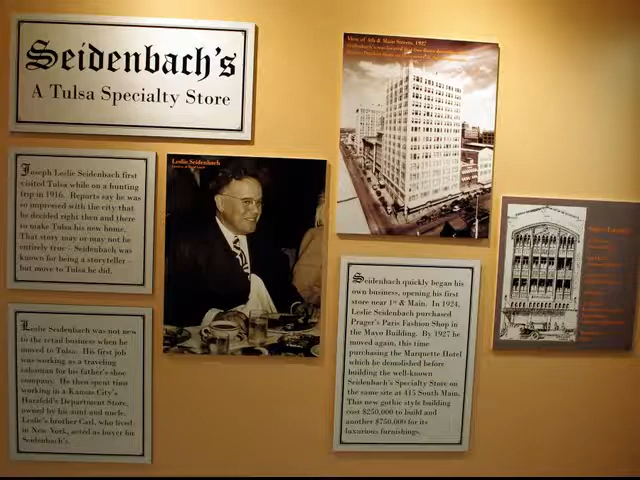 Seidenbach's
A Tulsa Specialty Store
Joseph Leslie Seidenbach first
visited Tulsa while on a hunting
trip in 1916. Reports say he was
so impressed with the city that
he decided right then and there
to make Tulsa his new home.
That story may or may not be
entirely true – Seidenbach was
known for being a storyteller –
but move to Tulsa he did.
Leslie Seidenbach was not new
to the retail business when he
moved to Tulsa. His first job
was working as a traveling
salesman for his father's shoe
company. He then spent time
working in a Kansas City's
Harzfeld's Department Store,
owned by his aunt and uncle.
Leslie's brother Carl, who lived
in New York, acted as buyer for
Seidenbach's.
Leslie Seidenbach
View of 4th & Main Streets, 1927
Seidenbach quickly began his
own business, opening his first
store near 1st & Main. In 1924,
Leslie Seidenbach purchased
Prager's Paris Fashion Shop in
the Mayo Building. By 1927 he
moved again, this time
purchasing the Marquette Hotel
which he demolished before
building the well-known
Seidenbach's Specialty Store on
the same site at 415 South Main.
This new gothic style building
cost $250,000 to build and
another $750,000 for its
luxurious furnishings.